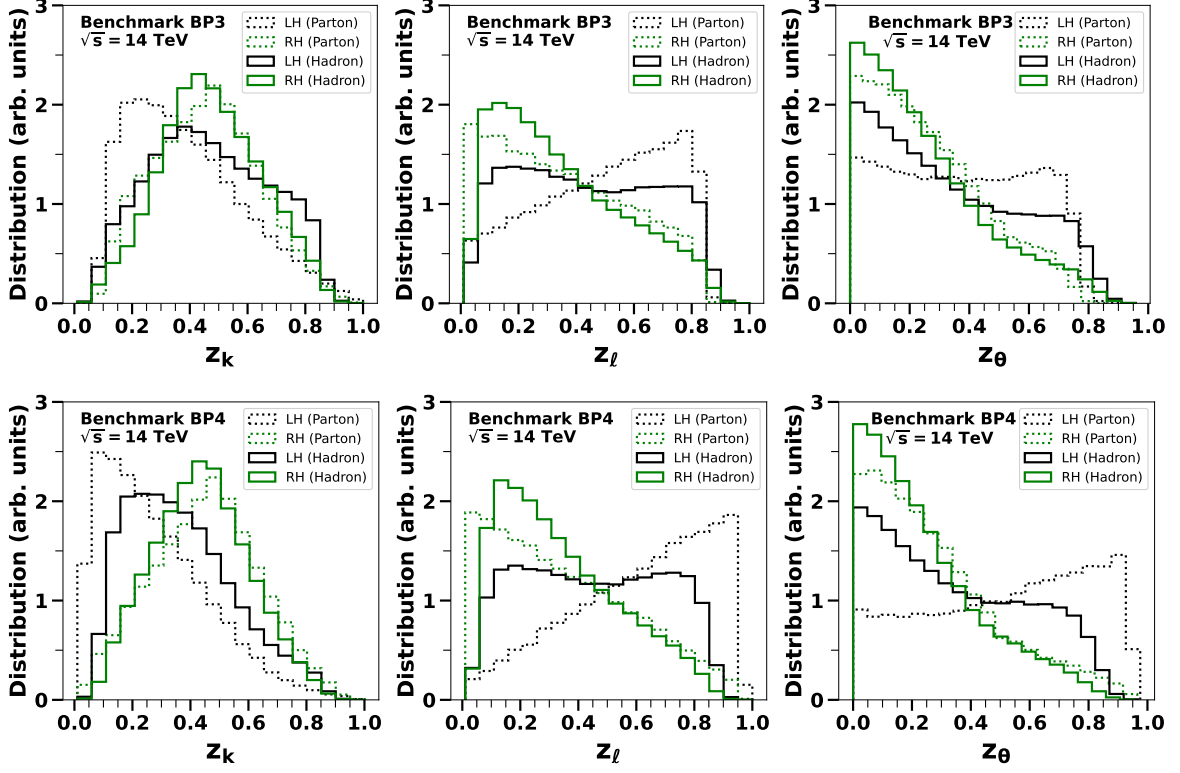 Distribution (arb. units)
3
2
1
0
Benchmark BP3
√s = 14 TeV
LH (Parton)
RH (Parton)
LH (Hadron)
RH (Hadron)
0.0 0.2 0.4 0.6 0.8 1.0
z_k
Distribution (arb. units)
3
2
1
0
Benchmark BP3
√s = 14 TeV
LH (Parton)
RH (Parton)
LH (Hadron)
RH (Hadron)
0.0 0.2 0.4 0.6 0.8 1.0
z_ℓ
Distribution (arb. units)
3
2
1
0
Benchmark BP3
√s = 14 TeV
LH (Parton)
RH (Parton)
LH (Hadron)
RH (Hadron)
0.0 0.2 0.4 0.6 0.8 1.0
z_θ
Distribution (arb. units)
3
2
1
0
Benchmark BP4
√s = 14 TeV
LH (Parton)
RH (Parton)
LH (Hadron)
RH (Hadron)
0.0 0.2 0.4 0.6 0.8 1.0
z_k
Distribution (arb. units)
3
2
1
0
Benchmark BP4
√s = 14 TeV
LH (Parton)
RH (Parton)
LH (Hadron)
RH (Hadron)
0.0 0.2 0.4 0.6 0.8 1.0
z_ℓ
Distribution (arb. units)
3
2
1
0
Benchmark BP4
√s = 14 TeV
LH (Parton)
RH (Parton)
LH (Hadron)
RH (Hadron)
0.0 0.2 0.4 0.6 0.8 1.0
z_θ